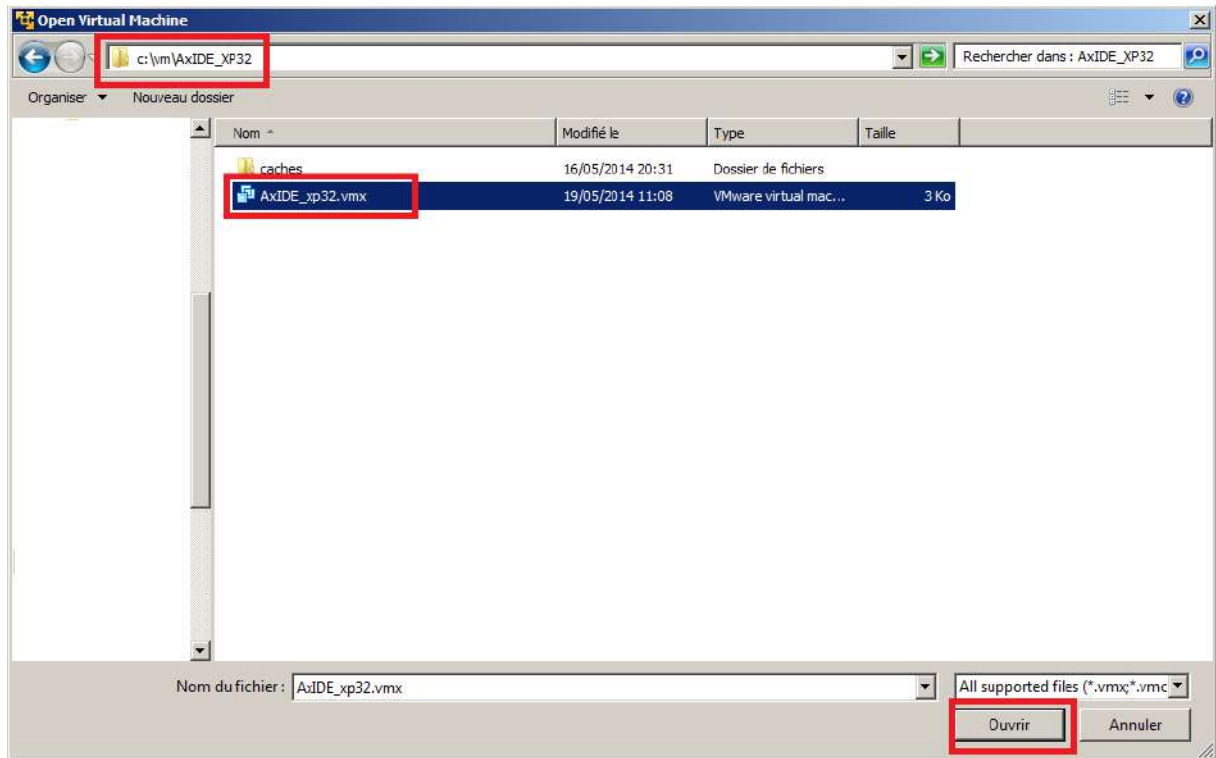 Open Virtual Machine
c:\vm\AxIDE_XP32 Rechercher dans : AxIDE_XP32
Organiser Nouveau dossier
Nom Modifié le Type Taille
caches 16/05/2014 20:31 Dossier de fichiers
AxIDE_xp32.vmx 19/05/2014 11:08 VMware virtual mac... 3 Ko
Nom du fichier : AxIDE_xp32.vmx All supported files (*.vmx;*.vmc
Ouvrir Annuler